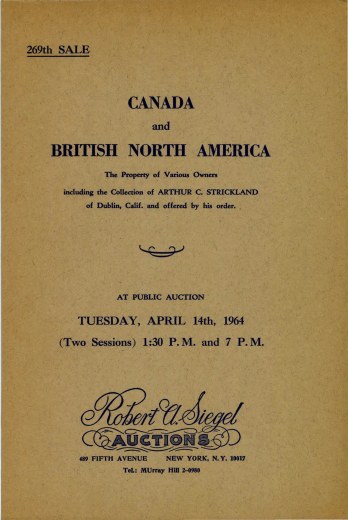 269th SALE
CANADA
and
BRITISH NORTH AMERICA
The Property of Various Owners
including the Collection of ARTHUR C. STRICKLAND
of Dublin, Calif. and offered by his order.
AT PUBLIC AUCTION
TUESDAY, APRIL 14th, 1964
(Two Sessions) 1:30 P.M. and 7 P.M.
Robert A. Siegel
AUCTIONS
489 FIFTH AVENUE NEW YORK, N.Y. 10017
Tel.: MUrray Hill 2-8980